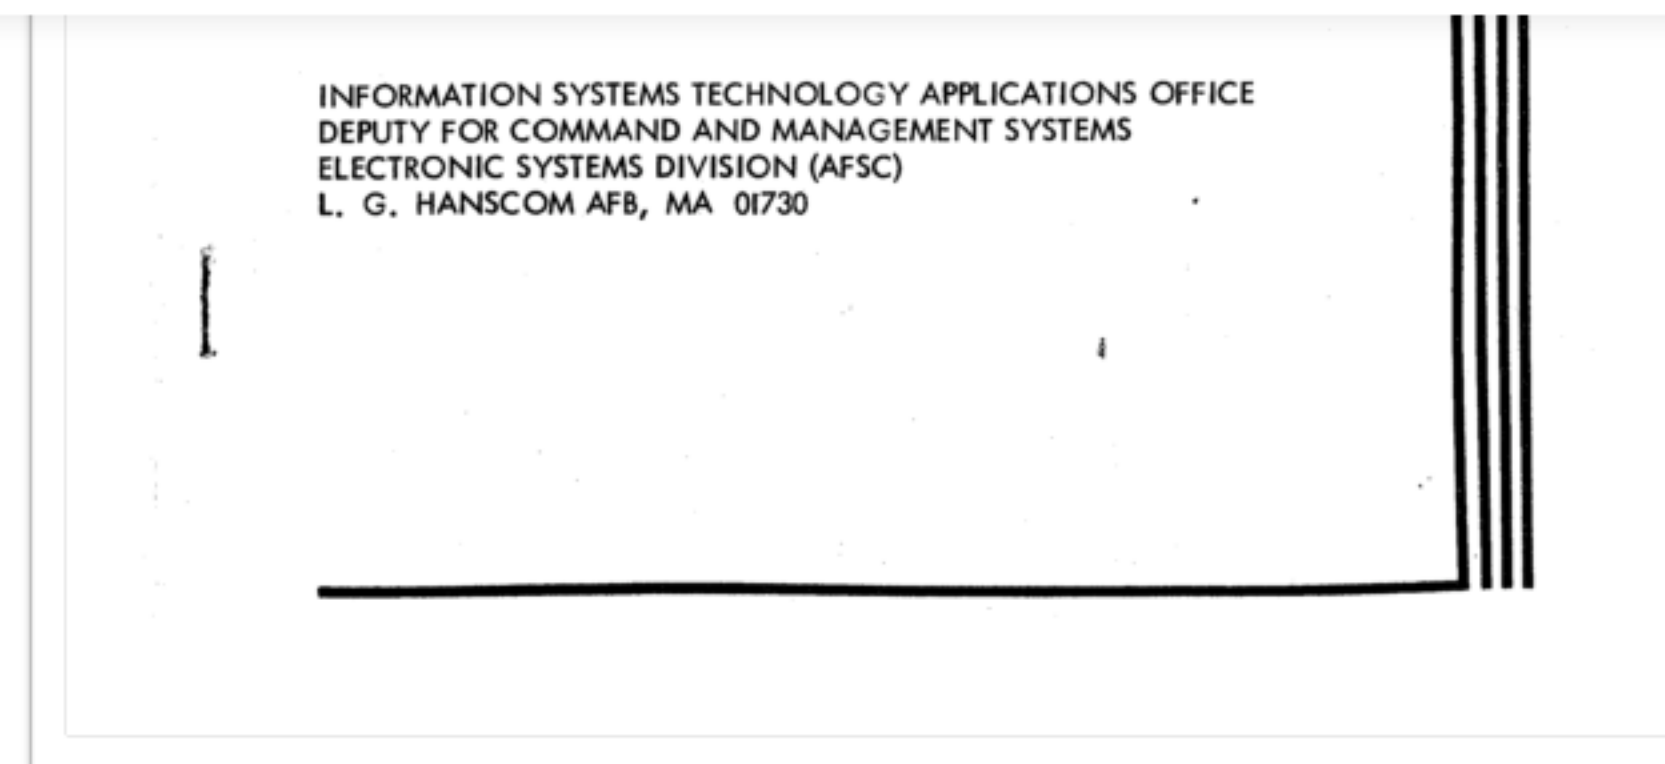 INFORMATION SYSTEMS TECHNOLOGY APPLICATIONS OFFICE
DEPUTY FOR COMMAND AND MANAGEMENT SYSTEMS
ELECTRONIC SYSTEMS DIVISION (AFSC)
L. G. HANSCOM AFB, MA 01730